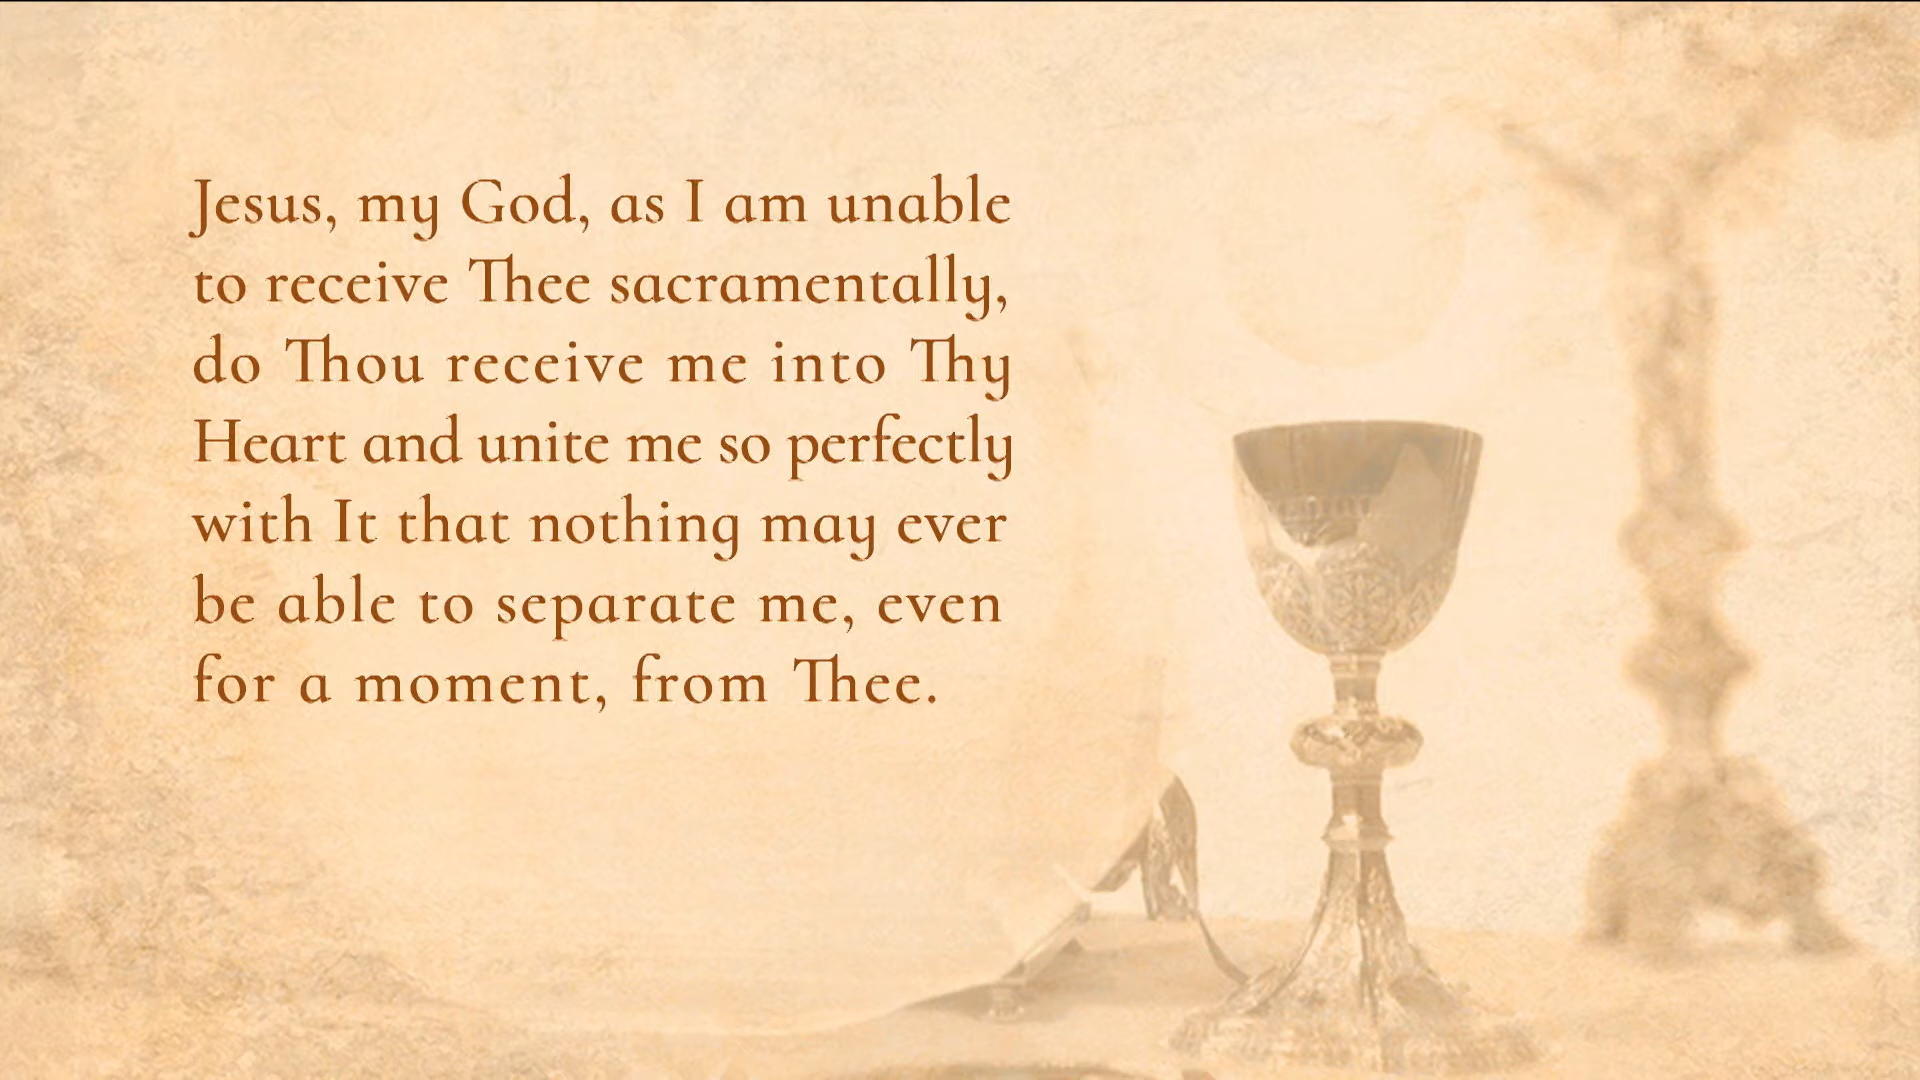 Jesus, my God, as I am unable
to receive Thee sacramentally,
do Thou receive me into Thy
Heart and unite me so perfectly
with It that nothing may ever
be able to separate me, even
for a moment, from Thee.